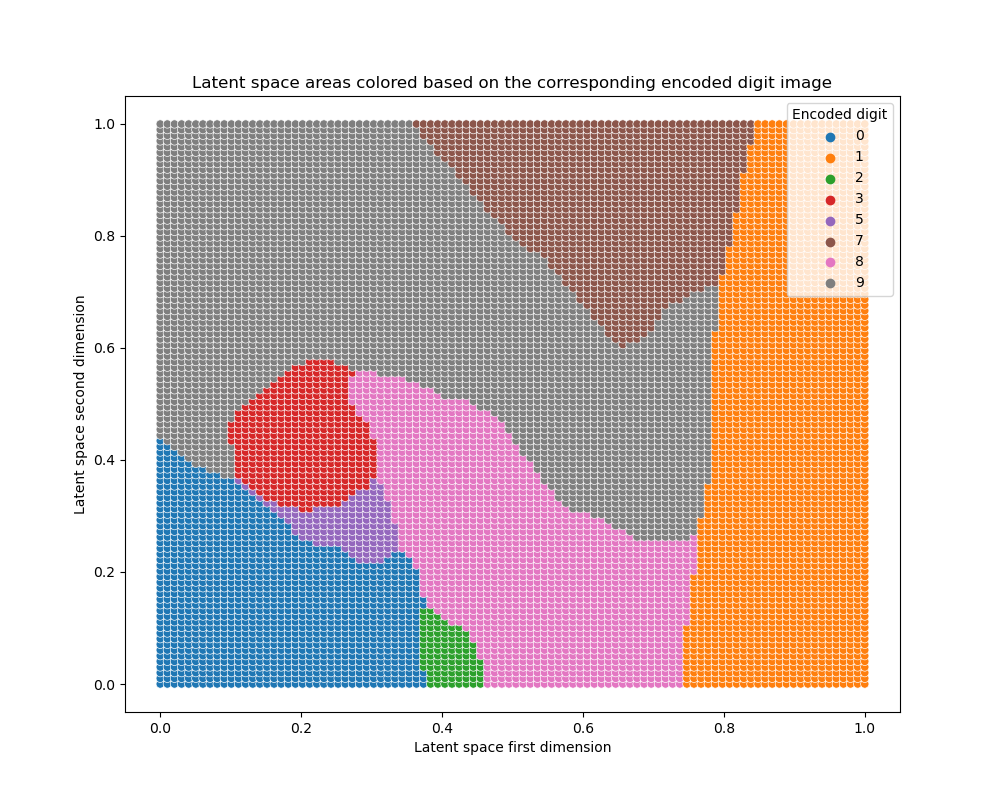 Latent space areas colored based on the corresponding encoded digit image
Encoded digit
0
1
2
3
5
7
8
9
1.0
0.8
0.6
0.4
0.2
0.0
Latent space second dimension
0.0 0.2 0.4 0.6 0.8 1.0
Latent space first dimension